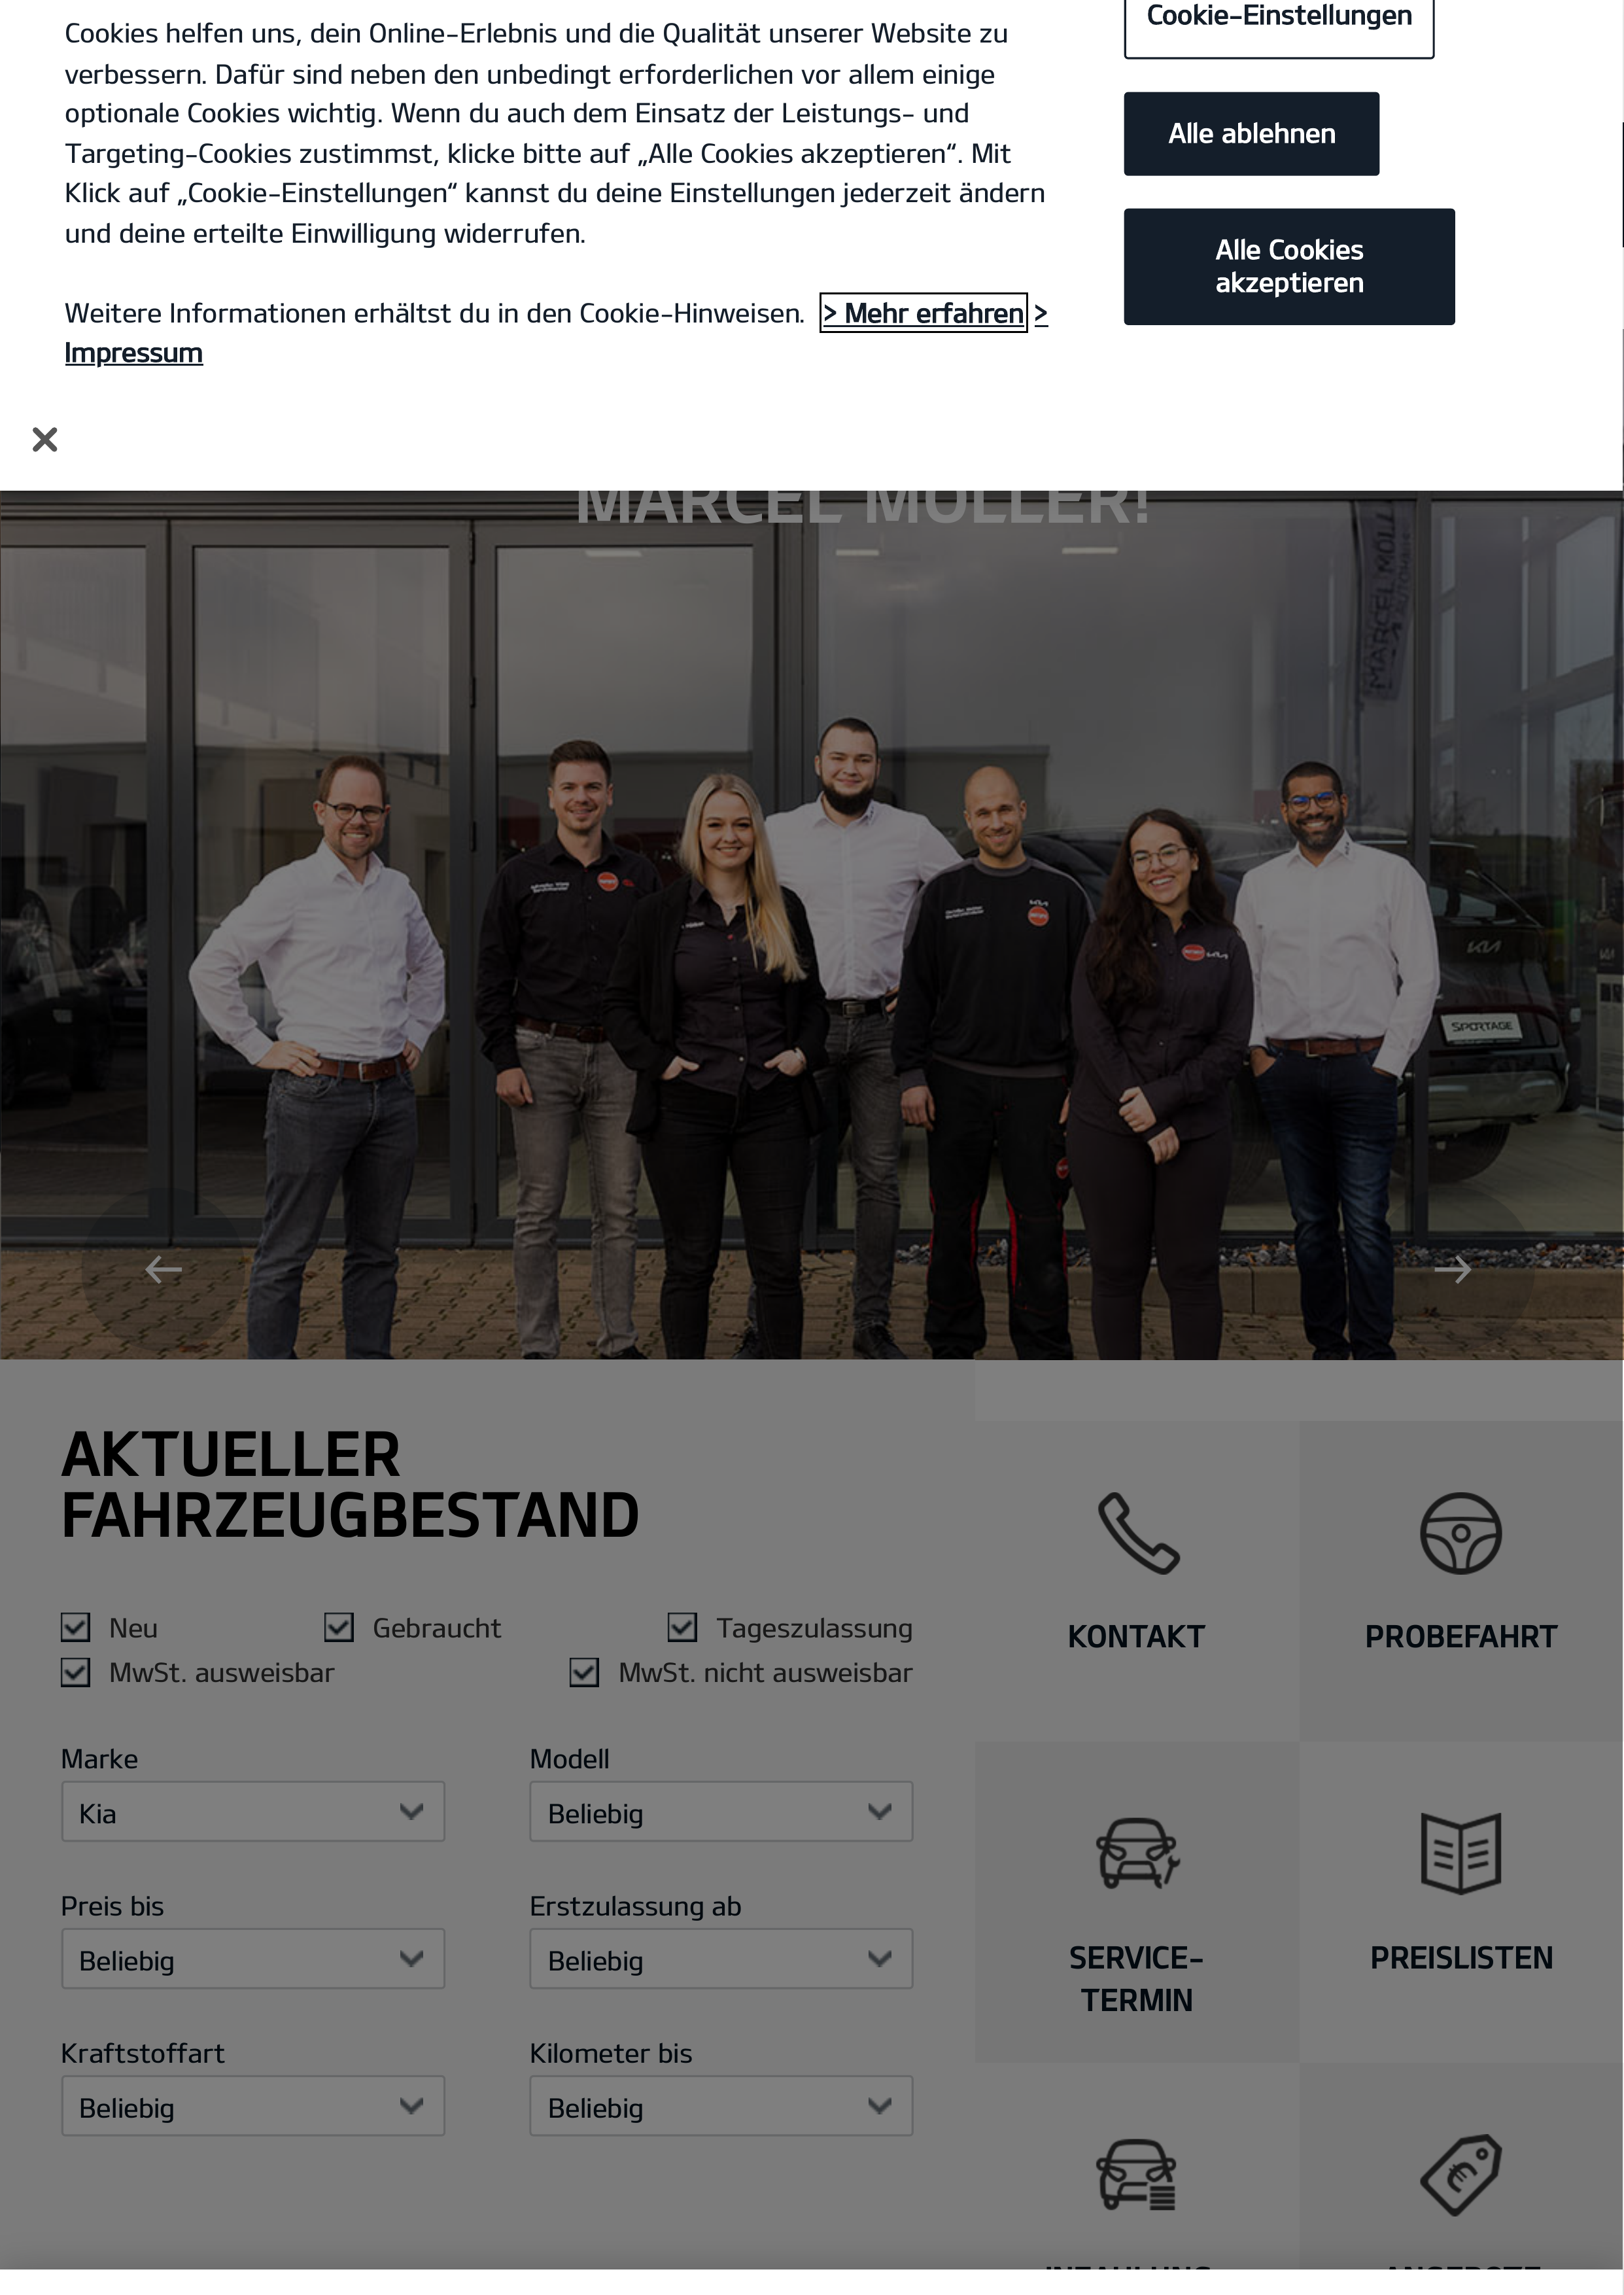 Cookies helfen uns, dein Online-Erlebnis und die Qualität unserer Website zu
verbessern. Dafür sind neben den unbedingt erforderlichen vor allem einige
optionale Cookies wichtig. Wenn du auch dem Einsatz der Leistungs- und
Targeting-Cookies zustimmst, klicke bitte auf „Alle Cookies akzeptieren“. Mit
Klick auf „Cookie-Einstellungen“ kannst du deine Einstellungen jederzeit ändern
und deine erteilte Einwilligung widerrufen.
Weitere Informationen erhältst du in den Cookie-Hinweisen. > Mehr erfahren >
Impressum
Cookie-Einstellungen
Alle ablehnen
Alle Cookies
akzeptieren
MARCEL MÖLLER!
KIA
SPORTAGE
AKTUELLER
FAHRZEUGBESTAND
Neu
Gebraucht
Tageszulassung
MwSt. ausweisbar
MwSt. nicht ausweisbar
Marke
Modell
Kia
Beliebig
Preis bis
Erstzulassung ab
Beliebig
Beliebig
Kraftstoffart
Kilometer bis
Beliebig
Beliebig
KONTAKT
PROBEFAHRT
SERVICE-
TERMIN
PREISLISTEN